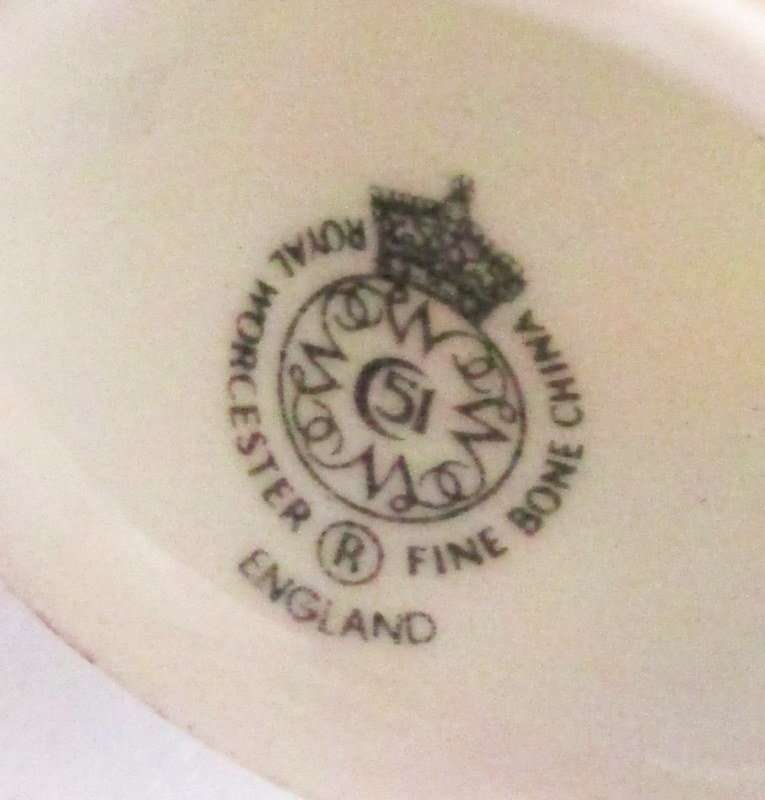 ROYAL WORCESTER ® FINE BONE CHINA
ENGLAND
51